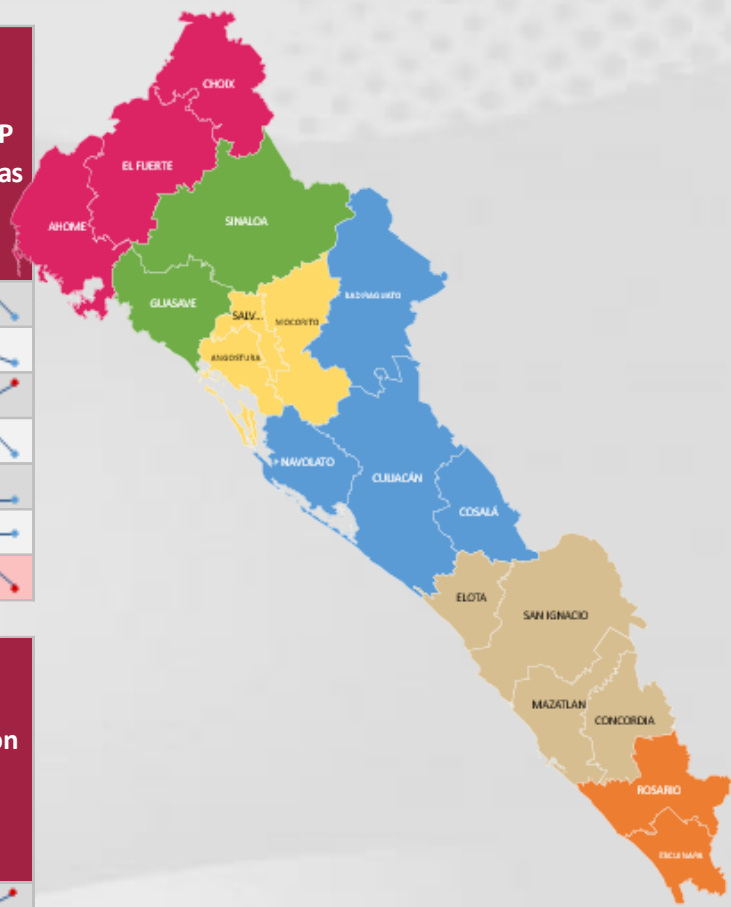 P
as
on
CHOIX
EL FUERTE
AHOME
SINALOA
GUASAVE
BADIRAGUATO
SALV...
MOCORITO
ANGOSTURA
NAVOLATO
CULIACÁN
COSALÁ
ELOTA
SAN IGNACIO
MAZATLAN
CONCORDIA
ROSARIO
ESCUINAPA